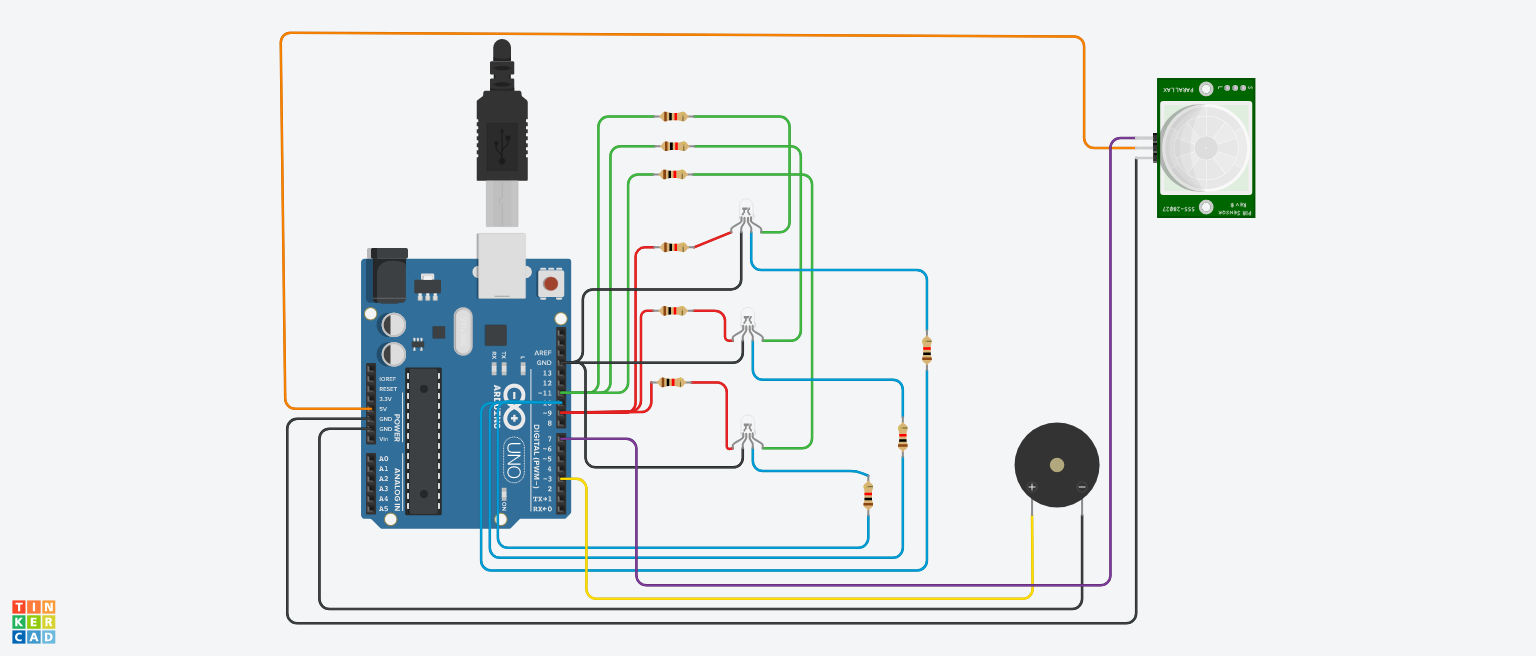 PARALLAX
555-28027
Rev B
PIR Sensor
RX
TX
L
AREF
GND
13
12
~11
~9
8
7
~6
~5
4
~3
2
TX→1
RX←0
DIGITAL (PWM~)
IOREF
RESET
3.3V
5V
GND
GND
Vin
POWER
A0
A1
A2
A3
A4
A5
ANALOG IN
UNO
ON
+
−
TIN
KER
CAD